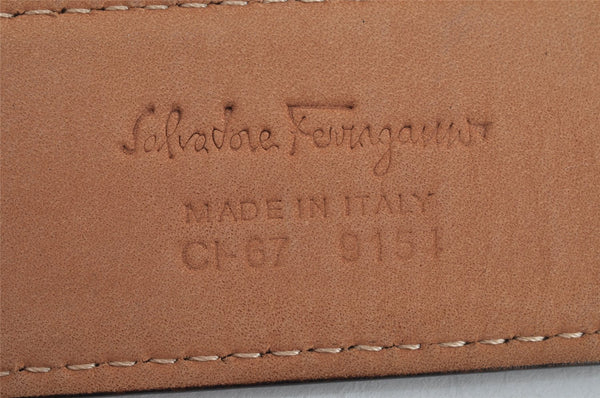 Salvatore Ferragamo
MADE IN ITALY
CI-67 9151